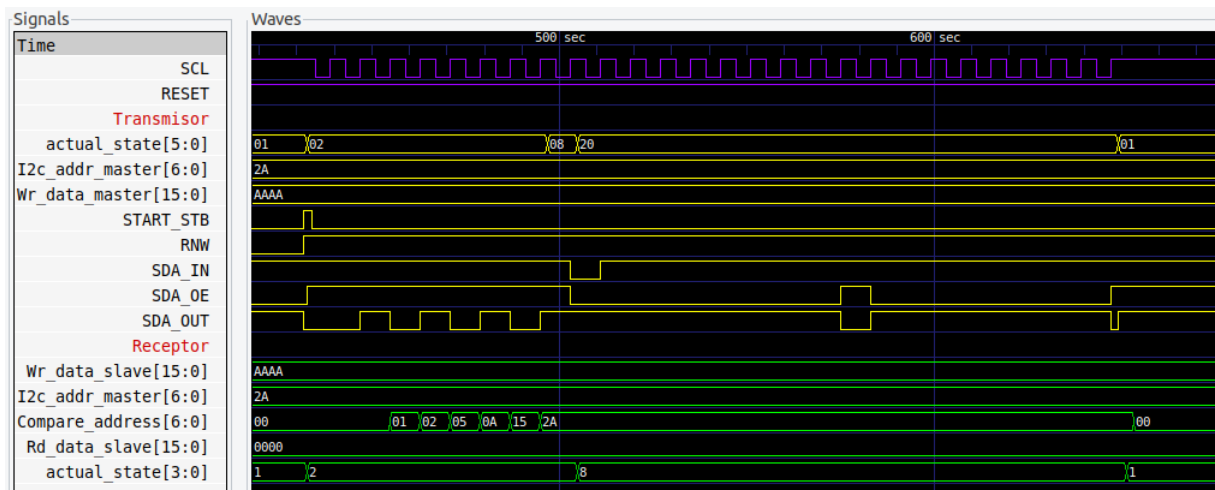 Signals Waves
Time 500 sec 600 sec
SCL
RESET
Transmisor
actual_state[5:0] 01 02 08 20 01
I2c_addr_master[6:0] 2A
Wr_data_master[15:0] AAAA
START_STB
RNW
SDA_IN
SDA_OE
SDA_OUT
Receptor
Wr_data_slave[15:0] AAAA
I2c_addr_master[6:0] 2A
Compare_address[6:0] 00 01 02 05 0A 15 2A 00
Rd_data_slave[15:0] 0000
actual_state[3:0] 1 2 8 1